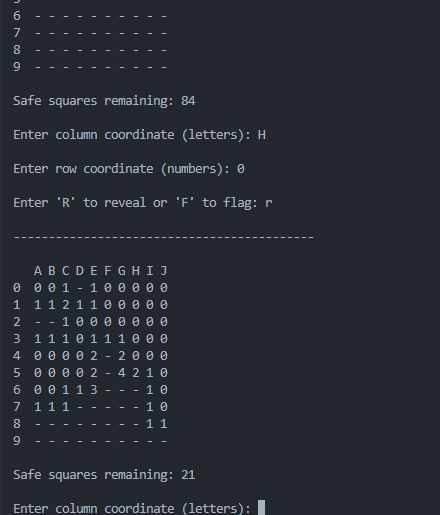 6 - - - - - - - - - -
7 - - - - - - - - - -
8 - - - - - - - - - -
9 - - - - - - - - - -
Safe squares remaining: 84
Enter column coordinate (letters): H
Enter row coordinate (numbers): 0
Enter 'R' to reveal or 'F' to flag: r
-------------------------------------------
A B C D E F G H I J
0 0 0 1 - 1 0 0 0 0 0
1 1 1 2 1 1 0 0 0 0 0
2 - - 1 0 0 0 0 0 0 0
3 1 1 1 0 1 1 1 0 0 0
4 0 0 0 0 2 - 2 0 0 0
5 0 0 0 0 2 - 4 2 1 0
6 0 0 1 1 3 - - - 1 0
7 1 1 1 - - - - - 1 0
8 - - - - - - - - 1 1
9 - - - - - - - - - -
Safe squares remaining: 21
Enter column coordinate (letters):